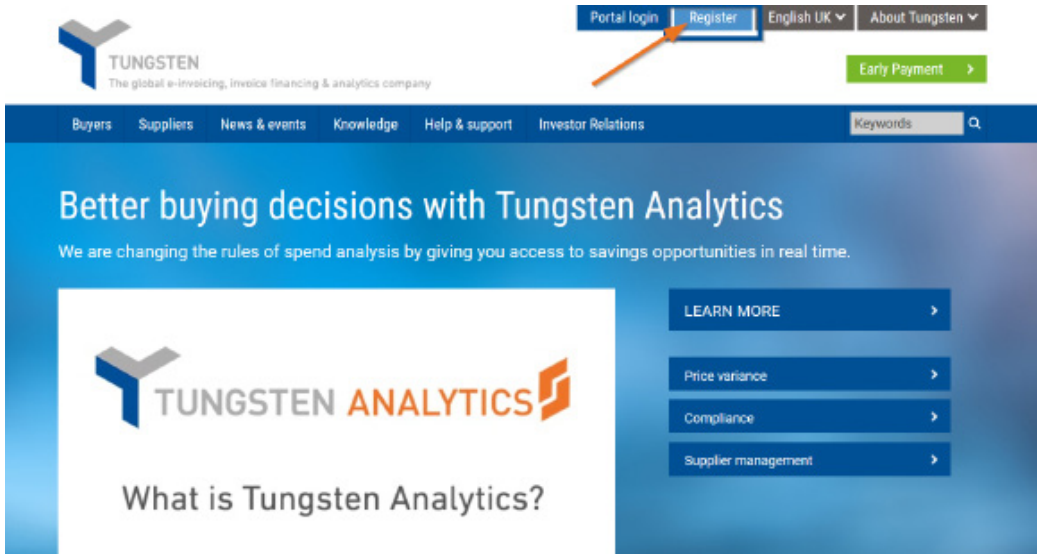 Portal login Register English UK About Tungsten
TUNGSTEN
The global e-invoicing, invoice financing & analytics company
Early Payment
Buyers Suppliers News & events Knowledge Help & support Investor Relations Keywords
Better buying decisions with Tungsten Analytics
We are changing the rules of spend analysis by giving you access to savings opportunities in real time.
LEARN MORE
Price variance
TUNGSTEN ANALYTICS
Compliance
Supplier management
What is Tungsten Analytics?